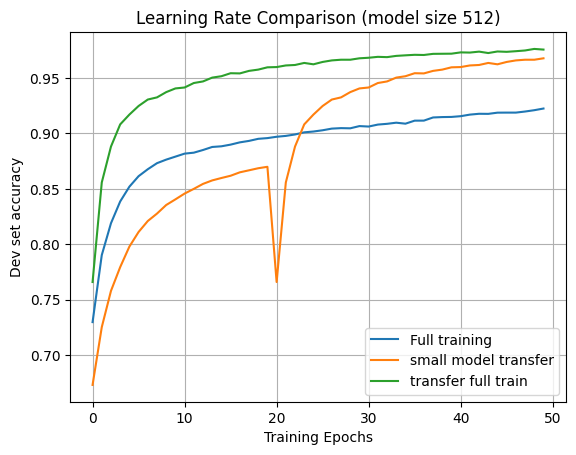 Learning Rate Comparison (model size 512)
Dev set accuracy
0.95
0.90
0.85
0.80
0.75
0.70
Full training
small model transfer
transfer full train
0
10
20
30
40
50
Training Epochs